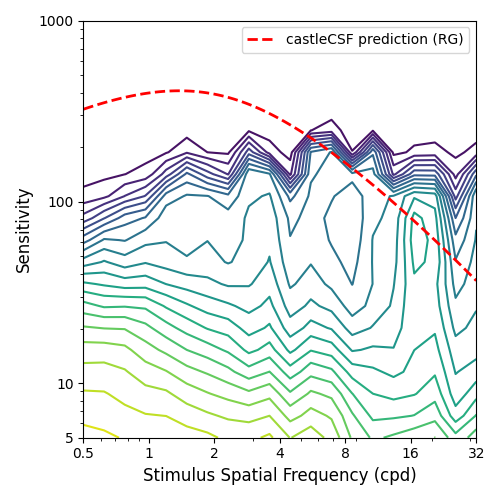 1000
castleCSF prediction (RG)
100
10
5
Sensitivity
0.5 1 2 4 8 16 32
Stimulus Spatial Frequency (cpd)